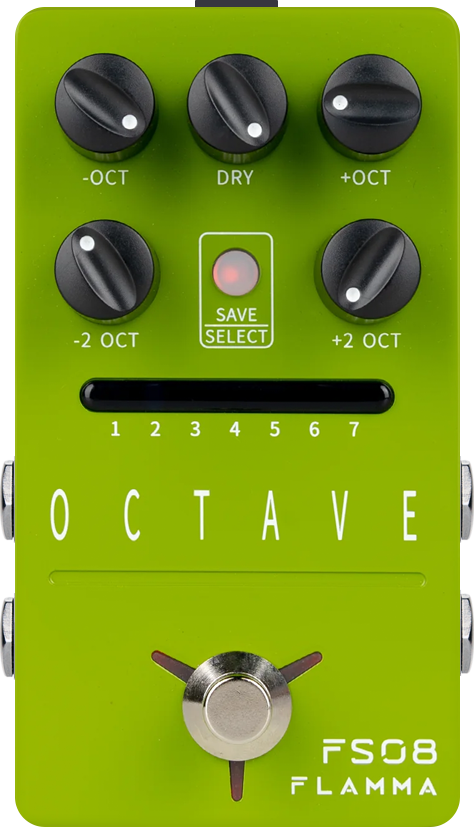 -OCT DRY +OCT
-2 OCT SAVE +2 OCT
SELECT
1 2 3 4 5 6 7
OCTAVE
FS08
FLAMMA